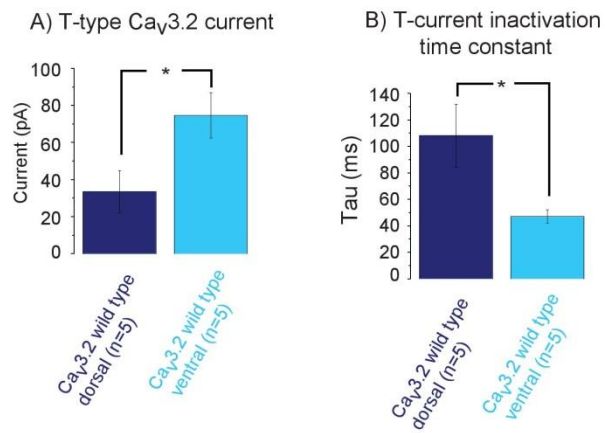 A) T-type Caᵥ3.2 current
100
80
60
40
20
0
Current (pA)
*
Caᵥ3.2 wild type
dorsal (n=5)
Caᵥ3.2 wild type
ventral (n=5)
B) T-current inactivation
time constant
140
120
100
80
60
40
20
0
Tau (ms)
*
Caᵥ3.2 wild type
dorsal (n=5)
Caᵥ3.2 wild type
ventral (n=5)